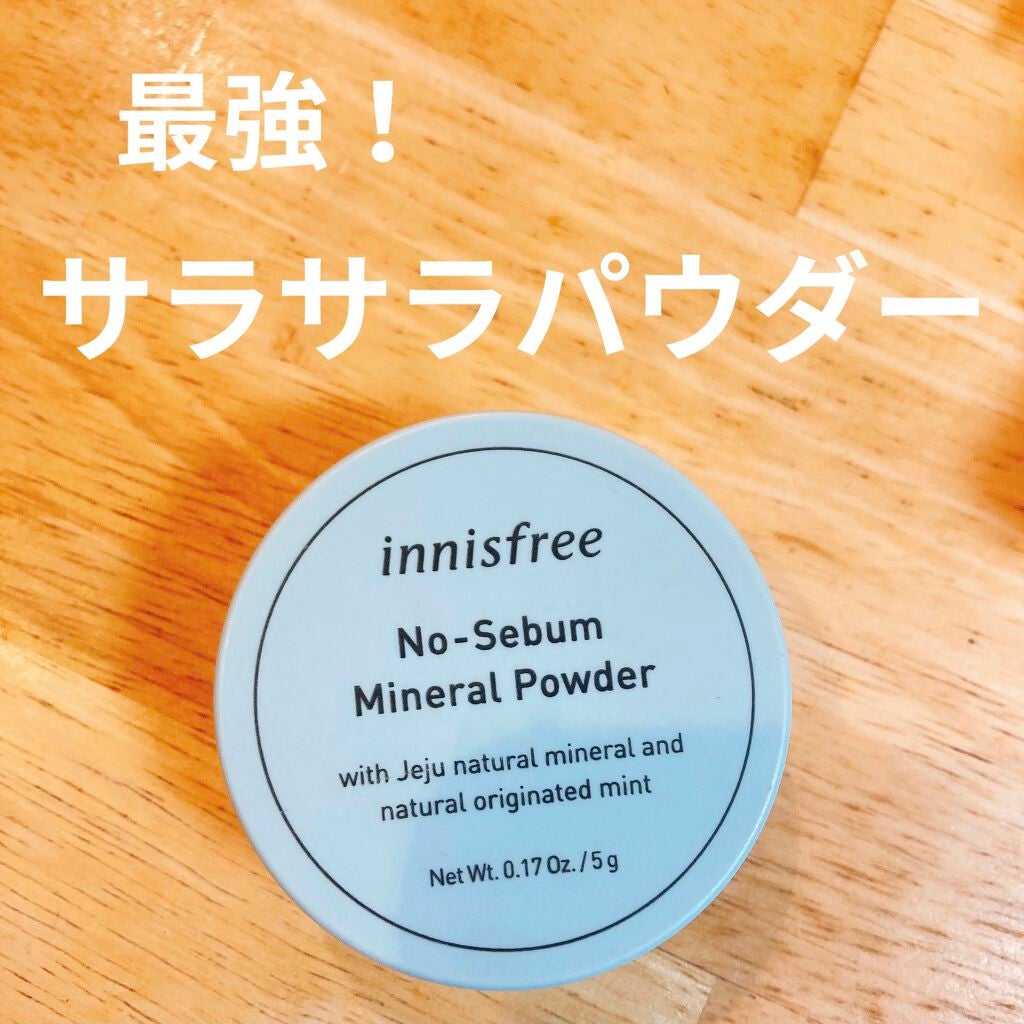 最強！
サラサラパウダー
innisfree
No-Sebum
Mineral Powder
with Jeju natural mineral and
natural originated mint
Net Wt. 0.17 Oz. / 5 g